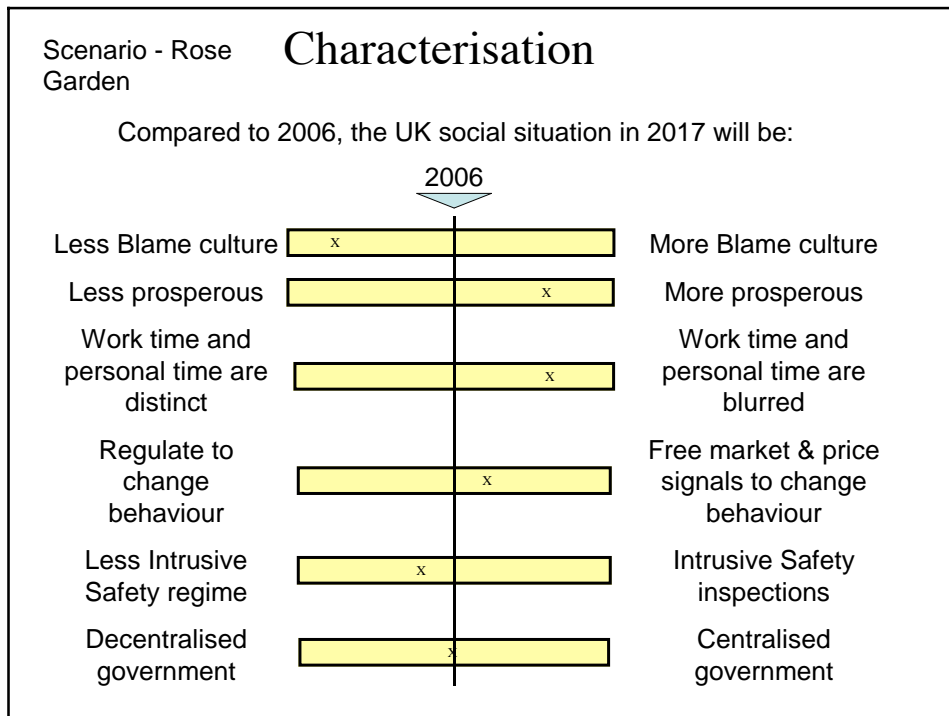 Scenario - Rose
Garden
Characterisation
Compared to 2006, the UK social situation in 2017 will be:
2006
Less Blame culture
x
More Blame culture
Less prosperous
x
More prosperous
Work time and
personal time are
distinct
x
Work time and
personal time are
blurred
Regulate to
change
behaviour
x
Free market & price
signals to change
behaviour
Less Intrusive
Safety regime
x
Intrusive Safety
inspections
Decentralised
government
x
Centralised
government